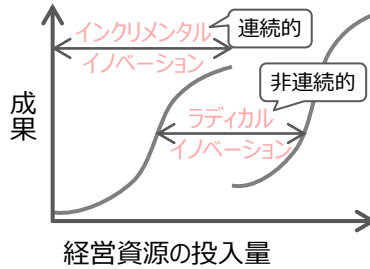 インクリメンタル
イノベーション
連続的
非連続的
ラディカル
イノベーション
成果
経営資源の投入量